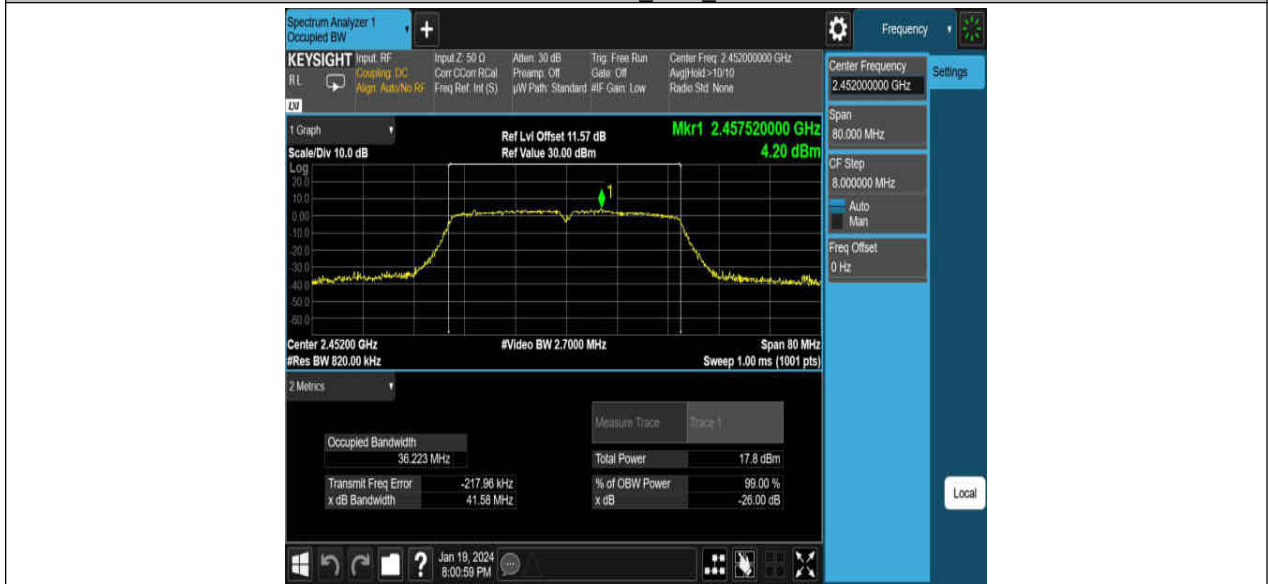 Spectrum Analyzer 1
Occupied BW
+
Frequency
KEYSIGHT
RL
Input: RF
Coupling: DC
Align: Auto/No RF
Input Z: 50 Ω
Corr CCorr RCal
Freq Ref: Int (S)
Atten: 30 dB
Preamp: Off
µW Path: Standard
Trig: Free Run
Gate: Off
#IF Gain: Low
Center Freq: 2.452000000 GHz
Avg|Hold:>10/10
Radio Std: None
Center Frequency
2.452000000 GHz
Settings
Span
80.000 MHz
CF Step
8.000000 MHz
Auto
Man
Freq Offset
0 Hz
1 Graph
Scale/Div 10.0 dB
Ref Lvl Offset 11.57 dB
Ref Value 30.00 dBm
Mkr1 2.457520000 GHz
4.20 dBm
Log
20.0
10.0
0.00
-10.0
-20.0
-30.0
-40.0
-50.0
-60.0
1
Center 2.45200 GHz
#Video BW 2.7000 MHz
Span 80 MHz
#Res BW 820.00 kHz
Sweep 1.00 ms (1001 pts)
2 Metrics
Measure Trace
Trace 1
Occupied Bandwidth
36.223 MHz
Total Power
17.8 dBm
Transmit Freq Error
-217.96 kHz
% of OBW Power
99.00 %
x dB Bandwidth
41.58 MHz
x dB
-26.00 dB
Local
?
Jan 19, 2024
8:00:59 PM